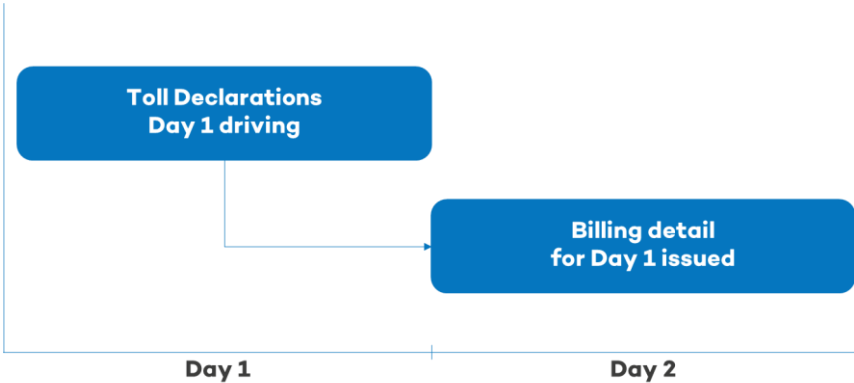 Toll Declarations
Day 1 driving
Billing detail
for Day 1 issued
Day 1
Day 2